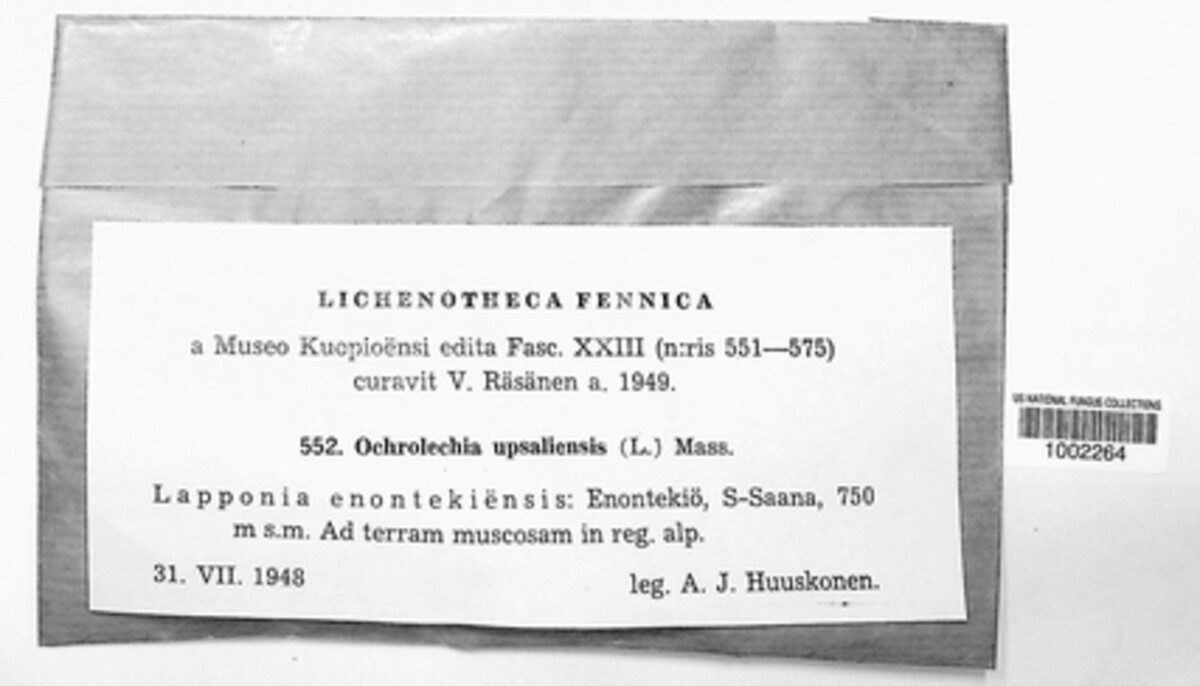 LICHENOTHECA FENNICA
a Museo Kuopioënsi edita Fasc. XXIII (n:ris 551—575)
curavit V. Räsänen a. 1949.
552. Ochrolechia upsaliensis (L.) Mass.
Lapponia enontekiënsis: Enontekiö, S-Saana, 750
m s.m. Ad terram muscosam in reg. alp.
31. VII. 1948 leg. A. J. Huuskonen.
US NATIONAL FUNGUS COLLECTIONS
1002264